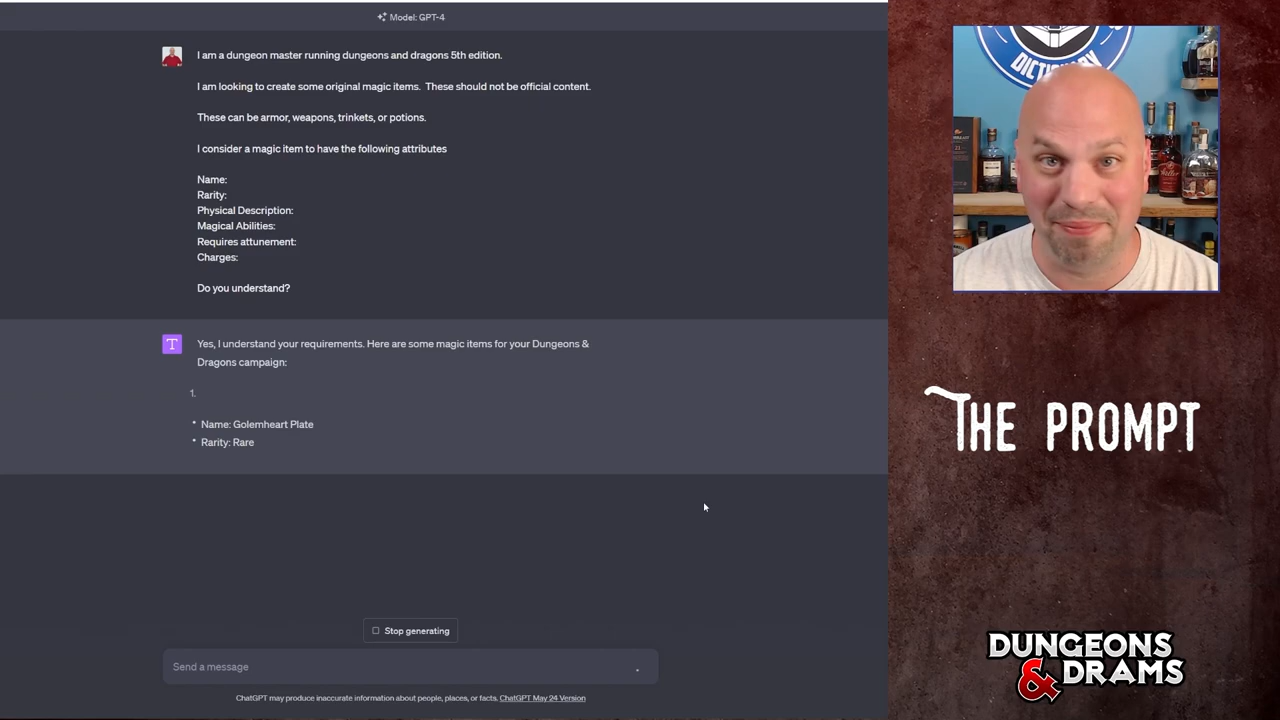 Model: GPT-4
I am a dungeon master running dungeons and dragons 5th edition.
I am looking to create some original magic items.  These should not be official content.
These can be armor, weapons, trinkets, or potions.
I consider a magic item to have the following attributes
Name:
Rarity:
Physical Description:
Magical Abilities:
Requires attunement:
Charges:
Do you understand?
T
Yes, I understand your requirements. Here are some magic items for your Dungeons &
Dragons campaign:
1.
• Name: Golemheart Plate
• Rarity: Rare
Stop generating
Send a message
ChatGPT may produce inaccurate information about people, places, or facts. ChatGPT May 24 Version
DICTIONARY
Weller
THE PROMPT
DUNGEONS
& DRAMS